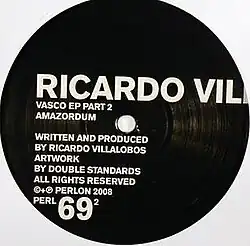 RICARDO VIL
VASCO EP PART 2
AMAZORDUM
WRITTEN AND PRODUCED
BY RICARDO VILLALOBOS
ARTWORK
BY DOUBLE STANDARDS
ALL RIGHTS RESERVED
©+℗ PERLON 2008
PERL 69²